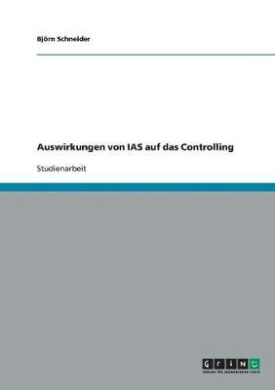 Björn Schneider
Auswirkungen von IAS auf das Controlling
Studienarbeit
GRIN